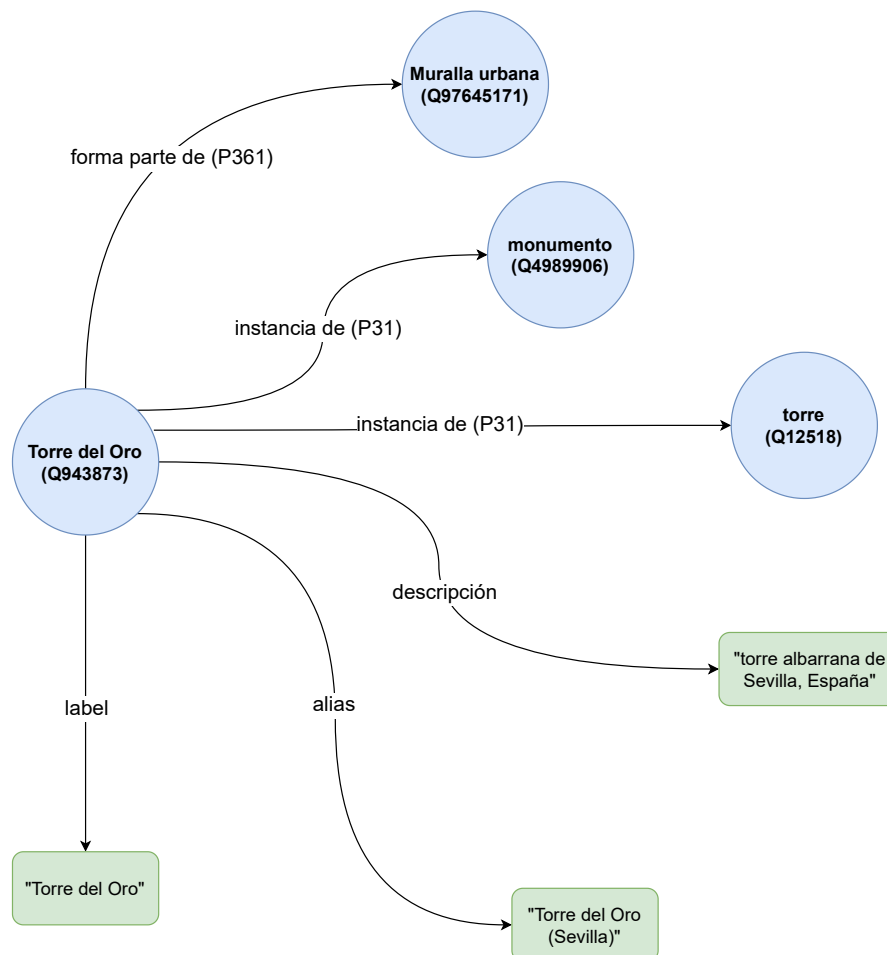 Muralla urbana
(Q97645171)
forma parte de (P361)
monumento
(Q4989906)
instancia de (P31)
torre
(Q12518)
instancia de (P31)
Torre del Oro
(Q943873)
descripción
"torre albarrana de
Sevilla, España"
label
alias
"Torre del Oro"
"Torre del Oro
(Sevilla)"